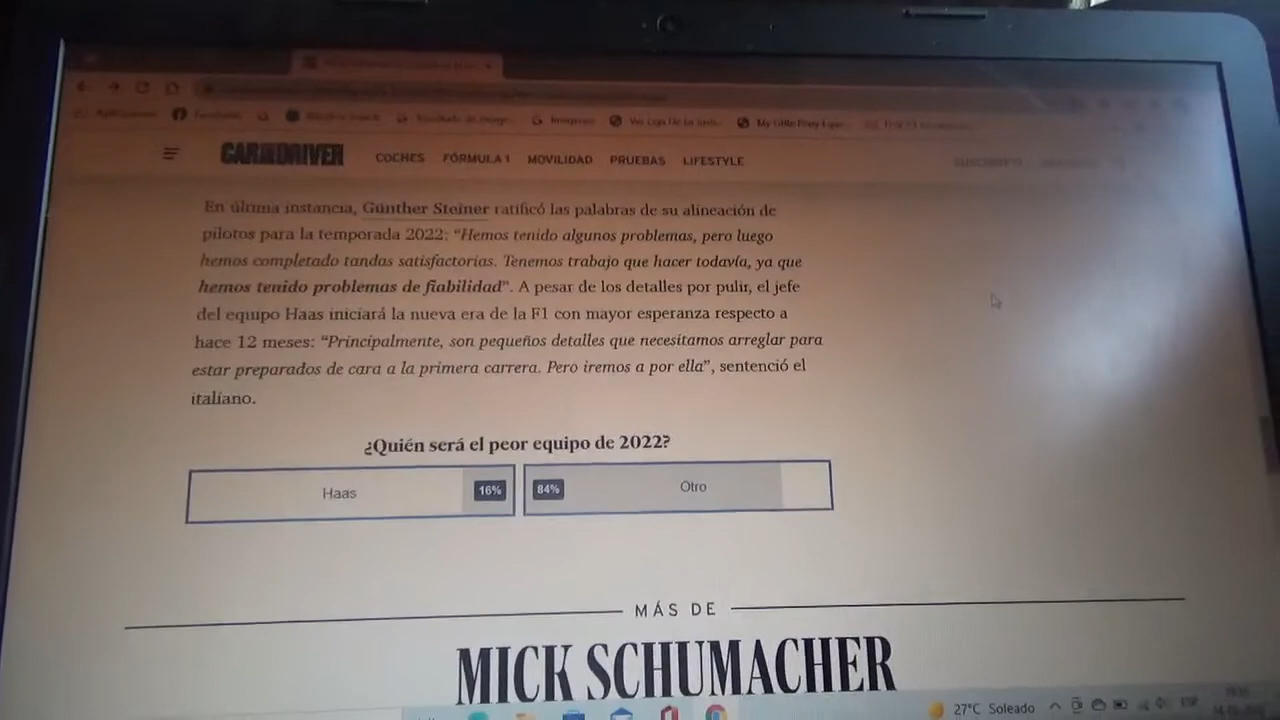 Facebook
Imágenes
CAR AND DRIVER
COCHES FÓRMULA 1 MOVILIDAD PRUEBAS LIFESTYLE
En última instancia, Günther Steiner ratificó las palabras de su alineación de
pilotos para la temporada 2022: “Hemos tenido algunos problemas, pero luego
hemos completado tandas satisfactorias. Tenemos trabajo que hacer todavía, ya que
hemos tenido problemas de fiabilidad”. A pesar de los detalles por pulir, el jefe
del equipo Haas iniciará la nueva era de la F1 con mayor esperanza respecto a
hace 12 meses: “Principalmente, son pequeños detalles que necesitamos arreglar para
estar preparados de cara a la primera carrera. Pero iremos a por ella”, sentenció el
italiano.
¿Quién será el peor equipo de 2022?
Haas 16% 84% Otro
MÁS DE
MICK SCHUMACHER
27°C Soleado ESP